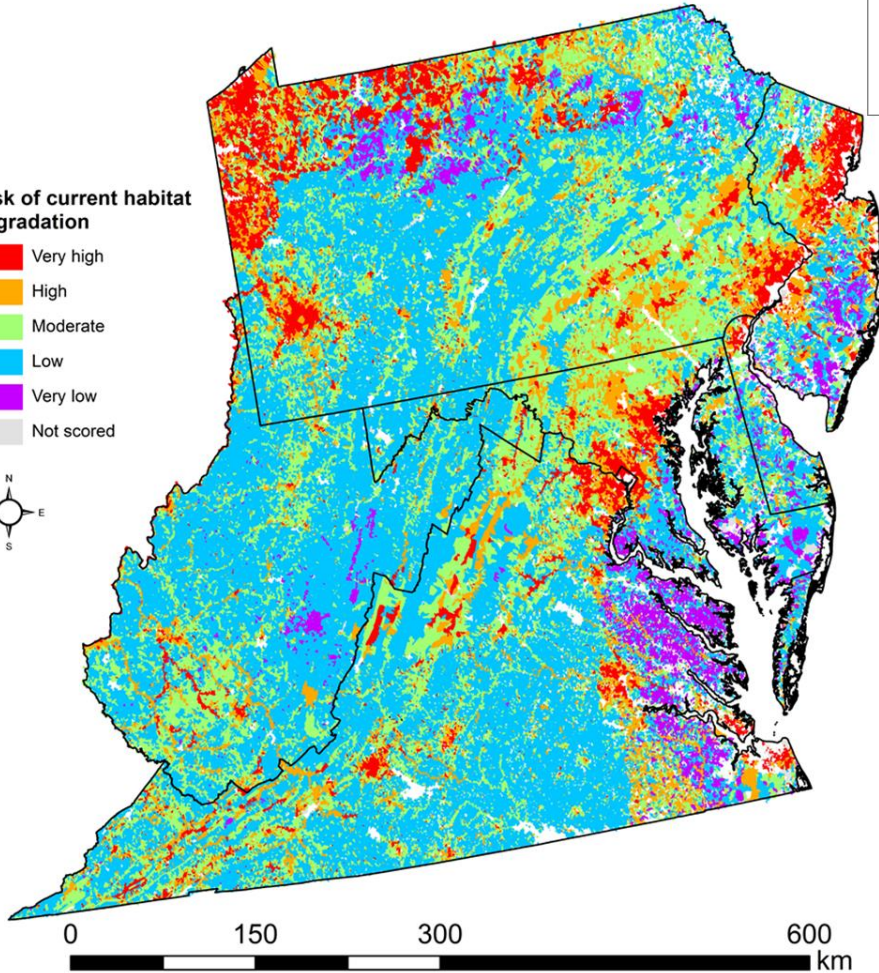 sk of current habitat
gradation
Very high
High
Moderate
Low
Very low
Not scored
N
E
S
0 150 300 600
km